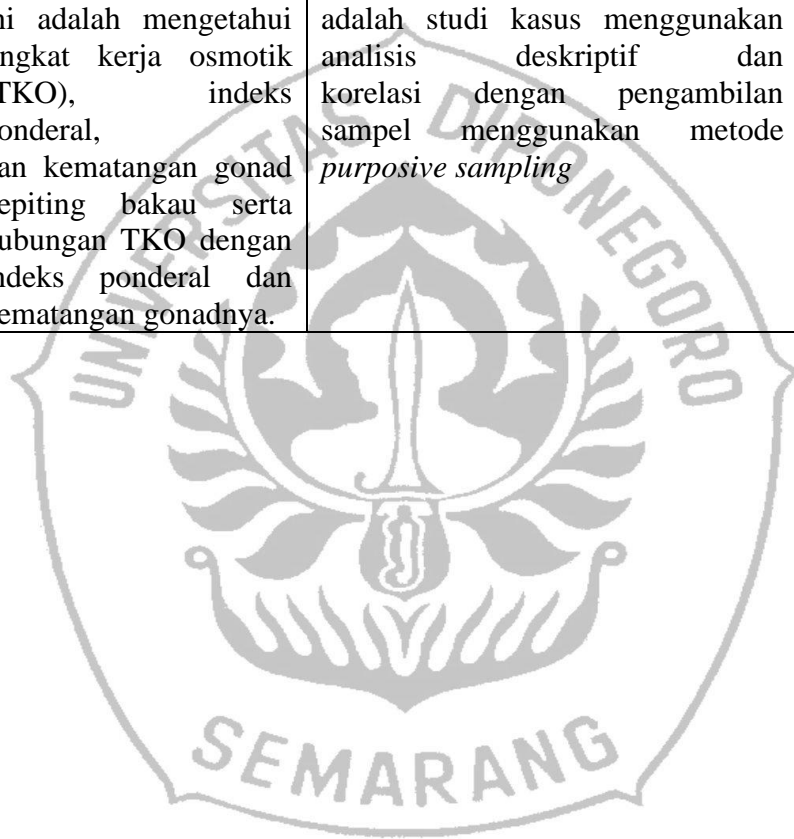 ni adalah mengetahui
ngkat kerja osmotik
TKO), indeks
onderal,
an kematangan gonad
epiting bakau serta
ubungan TKO dengan
ndeks ponderal dan
ematangan gonadnya.
adalah studi kasus menggunakan
analisis deskriptif dan
korelasi dengan pengambilan
sampel menggunakan metode
purposive sampling
UNIVERSITAS DIPONEGORO
SEMARANG